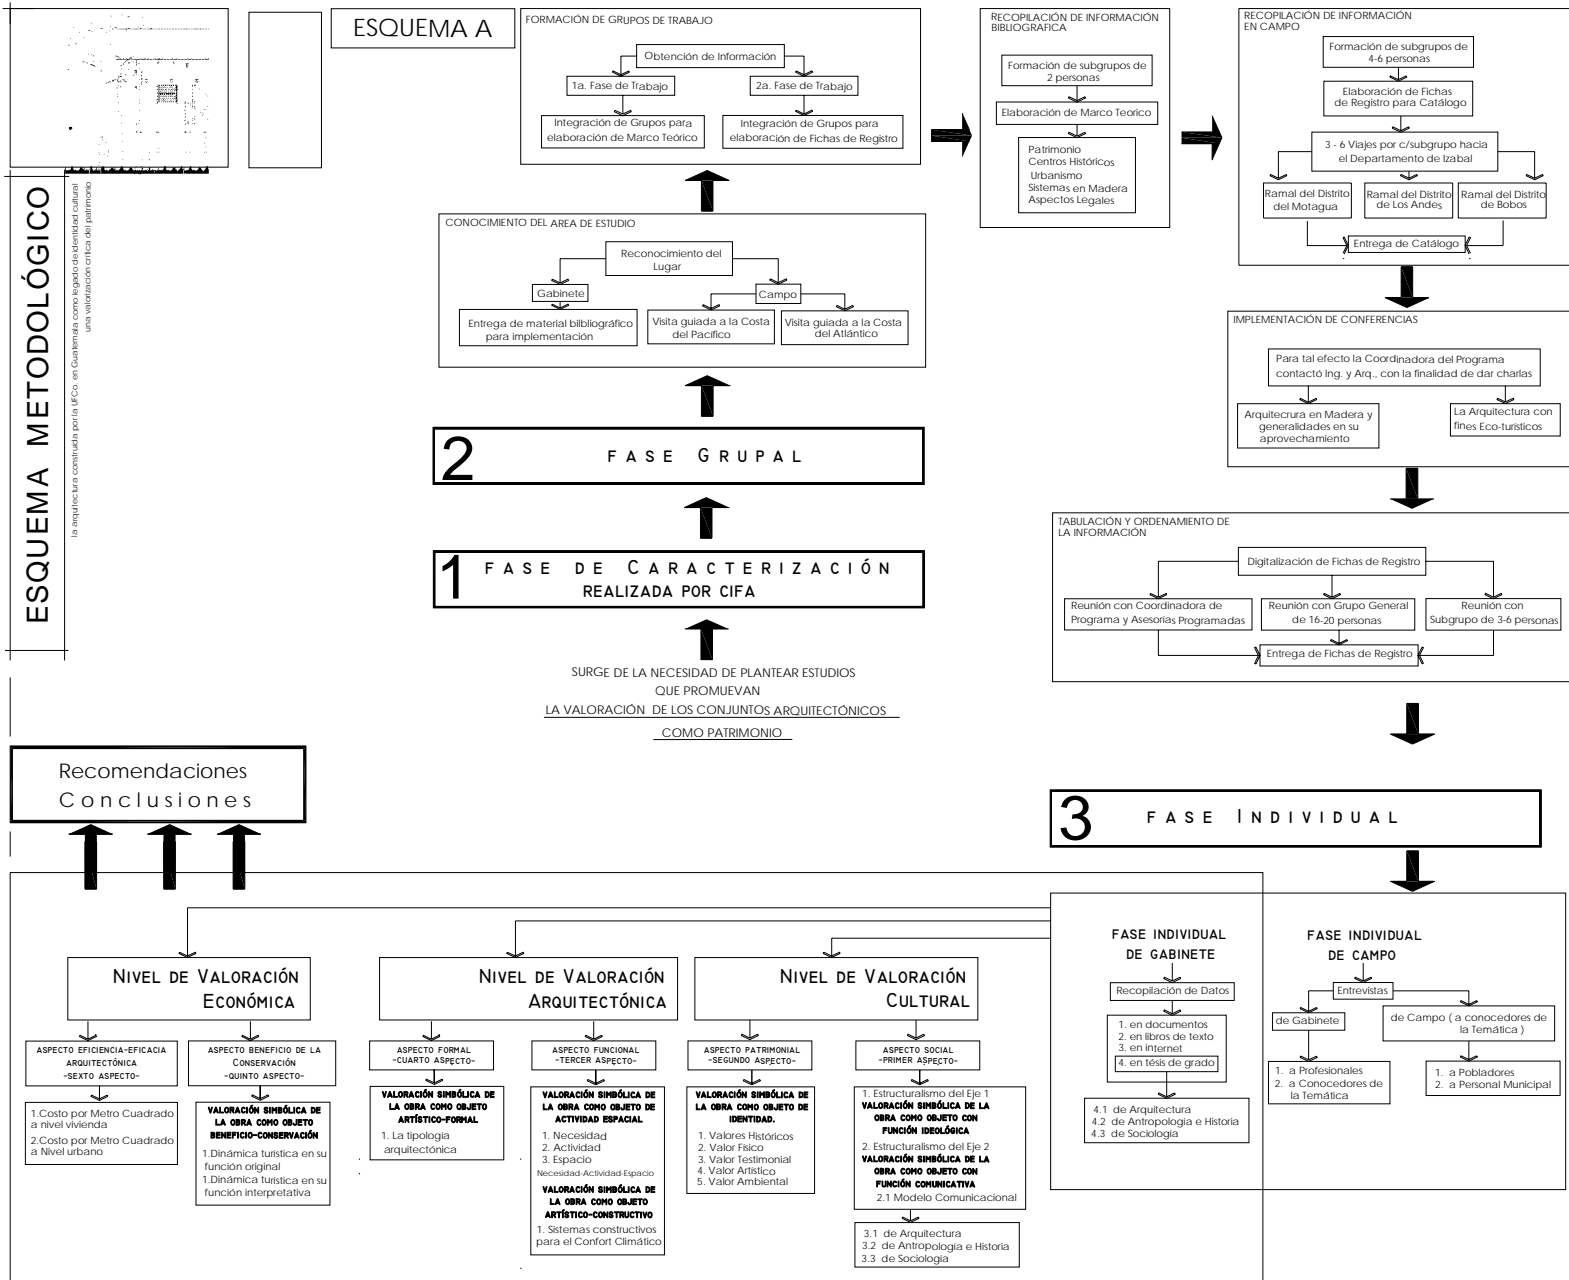 ESQUEMA METODOLÓGICO
la arquitectura construida por la UFCo. en Guatemala como legado de identidad cultural
una valorización crítica del patrimonio
ESQUEMA A
FORMACIÓN DE GRUPOS DE TRABAJO
Obtención de Información
1a. Fase de Trabajo
2a. Fase de Trabajo
Integración de Grupos para
elaboración de Marco Teórico
Integración de Grupos para
elaboración de Fichas de Registro
RECOPILACIÓN DE INFORMACIÓN
BIBLIOGRAFICA
Formación de subgrupos de
2 personas
Elaboración de Marco Teorico
Patrimonio
Centros Históricos
Urbanismo
Sistemas en Madera
Aspectos Legales
RECOPILACIÓN DE INFORMACIÓN
EN CAMPO
Formación de subgrupos de
4-6 personas
Elaboración de Fichas
de Registro para Catálogo
3 - 6 Viajes por c/subgrupo hacia
el Departamento de Izabal
Ramal del Distrito
del Motagua
Ramal del Distrito
de Los Andes
Ramal del Distrito
de Bobos
Entrega de Catálogo
CONOCIMIENTO DEL AREA DE ESTUDIO
Reconocimiento del
Lugar
Gabinete
Campo
Entrega de material bilbliográfico
para implementación
Visita guiada a la Costa
del Pacífico
Visita guiada a la Costa
del Atlántico
IMPLEMENTACIÓN DE CONFERENCIAS
Para tal efecto la Coordinadora del Programa
contactó Ing. y Arq., con la finalidad de dar charlas
Arquitecrura en Madera y
generalidades en su
aprovechamiento
La Arquitectura con
fines Eco-turísticos
2 FASE GRUPAL
1 FASE DE CARACTERIZACIÓN
REALIZADA POR CIFA
SURGE DE LA NECESIDAD DE PLANTEAR ESTUDIOS
QUE PROMUEVAN
LA VALORACIÓN DE LOS CONJUNTOS ARQUITECTÓNICOS
COMO PATRIMONIO
TABULACIÓN Y ORDENAMIENTO DE
LA INFORMACIÓN
Digitalización de Fichas de Registro
Reunión con Coordinadora de
Programa y Asesorías Programadas
Reunión con Grupo General
de 16-20 personas
Reunión con
Subgrupo de 3-6 personas
Entrega de Fichas de Registro
3 FASE INDIVIDUAL
Recomendaciones
Conclusiones
FASE INDIVIDUAL
DE GABINETE
Recopilación de Datos
1. en documentos
2. en libros de texto
3. en internet
4. en tésis de grado
4.1 de Arquitectura
4.2 de Antropología e Historia
4.3 de Sociología
FASE INDIVIDUAL
DE CAMPO
Entrevistas
de Gabinete
de Campo ( a conocedores de
la Temática )
1. a Profesionales
2. a Conocedores de
la Temática
1. a Pobladores
2. a Personal Municipal
NIVEL DE VALORACIÓN
ECONÓMICA
ASPECTO EFICIENCIA-EFICACIA
ARQUITECTÓNICA
-SEXTO ASPECTO-
1.Costo por Metro Cuadrado
a nivel vivienda
2.Costo por Metro Cuadrado
a Nivel urbano
ASPECTO BENEFICIO DE LA
CONSERVACIÓN
-QUINTO ASPECTO-
VALORACIÓN SIMBÓLICA DE
LA OBRA COMO OBJETO
BENEFICIO-CONSERVACIÓN
1.Dinámica turistica en su
función original
1.Dinámica turistica en su
función interpretativa
NIVEL DE VALORACIÓN
ARQUITECTÓNICA
ASPECTO FORMAL
-CUARTO ASPECTO-
VALORACIÓN SIMBÓLICA DE
LA OBRA COMO OBJETO
ARTÍSTICO-FORMAL
1. La tipología
arquitectónica
ASPECTO FUNCIONAL
-TERCER ASPECTO-
VALORACIÓN SIMBÓLICA DE
LA OBRA COMO OBJETO DE
ACTIVIDAD ESPACIAL
1. Necesidad
2. Actividad
3. Espacio
Necesidad-Actividad-Espacio
VALORACIÓN SIMBÓLICA DE
LA OBRA COMO OBJETO
ARTÍSTICO-CONSTRUCTIVO
1. Sistemas constructivos
para el Confort Climático
NIVEL DE VALORACIÓN
CULTURAL
ASPECTO PATRIMONIAL
-SEGUNDO ASPECTO-
VALORACIÓN SIMBÓLICA DE
LA OBRA COMO OBJETO DE
IDENTIDAD.
1. Valores Históricos
2. Valor Físico
3. Valor Testimonial
4. Valor Artístico
5. Valor Ambiental
ASPECTO SOCIAL
-PRIMER ASPECTO-
1. Estructuralismo del Eje 1
VALORACIÓN SIMBÓLICA DE LA
OBRA COMO OBJETO CON
FUNCIÓN IDEOLÓGICA
2. Estructuralismo del Eje 2
VALORACIÓN SIMBÓLICA DE LA
OBRA COMO OBJETO CON
FUNCIÓN COMUNICATIVA
2.1 Modelo Comunicacional
3.1 de Arquitectura
3.2 de Antropología e Historia
3.3 de Sociología